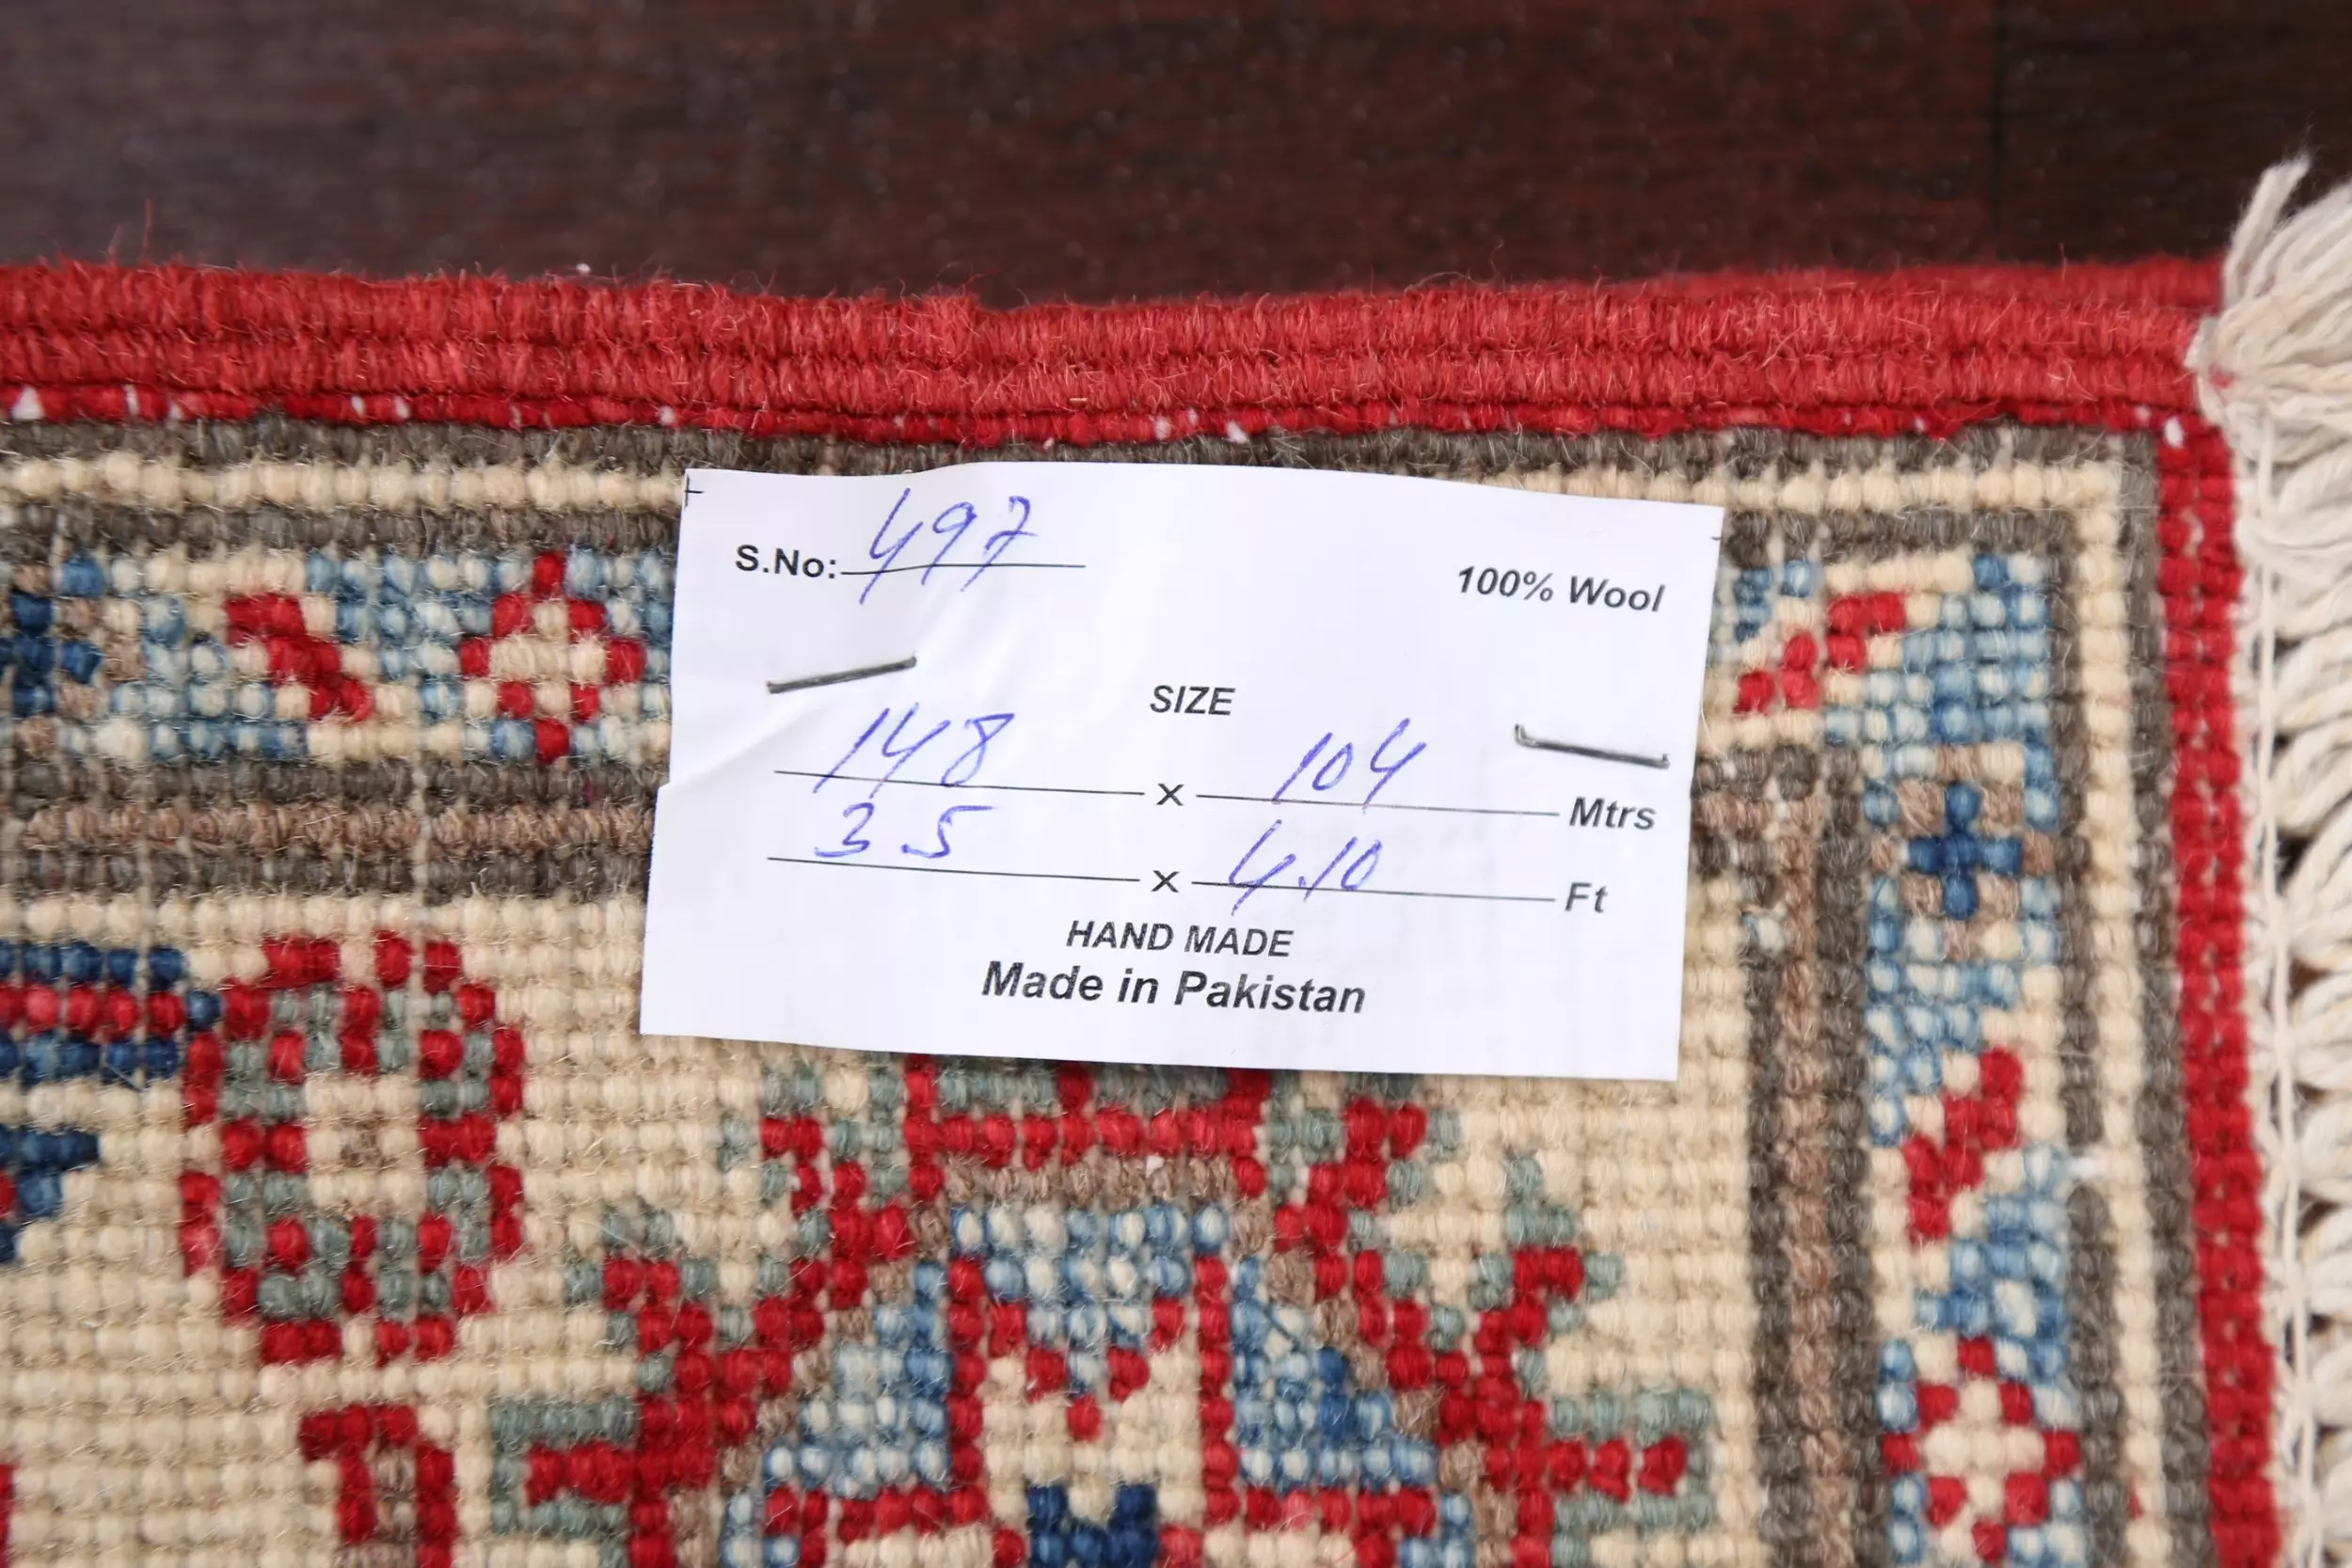 S.No: 497
100% Wool
SIZE
148 x 104 Mtrs
3.5 x 4.10 Ft
HAND MADE
Made in Pakistan